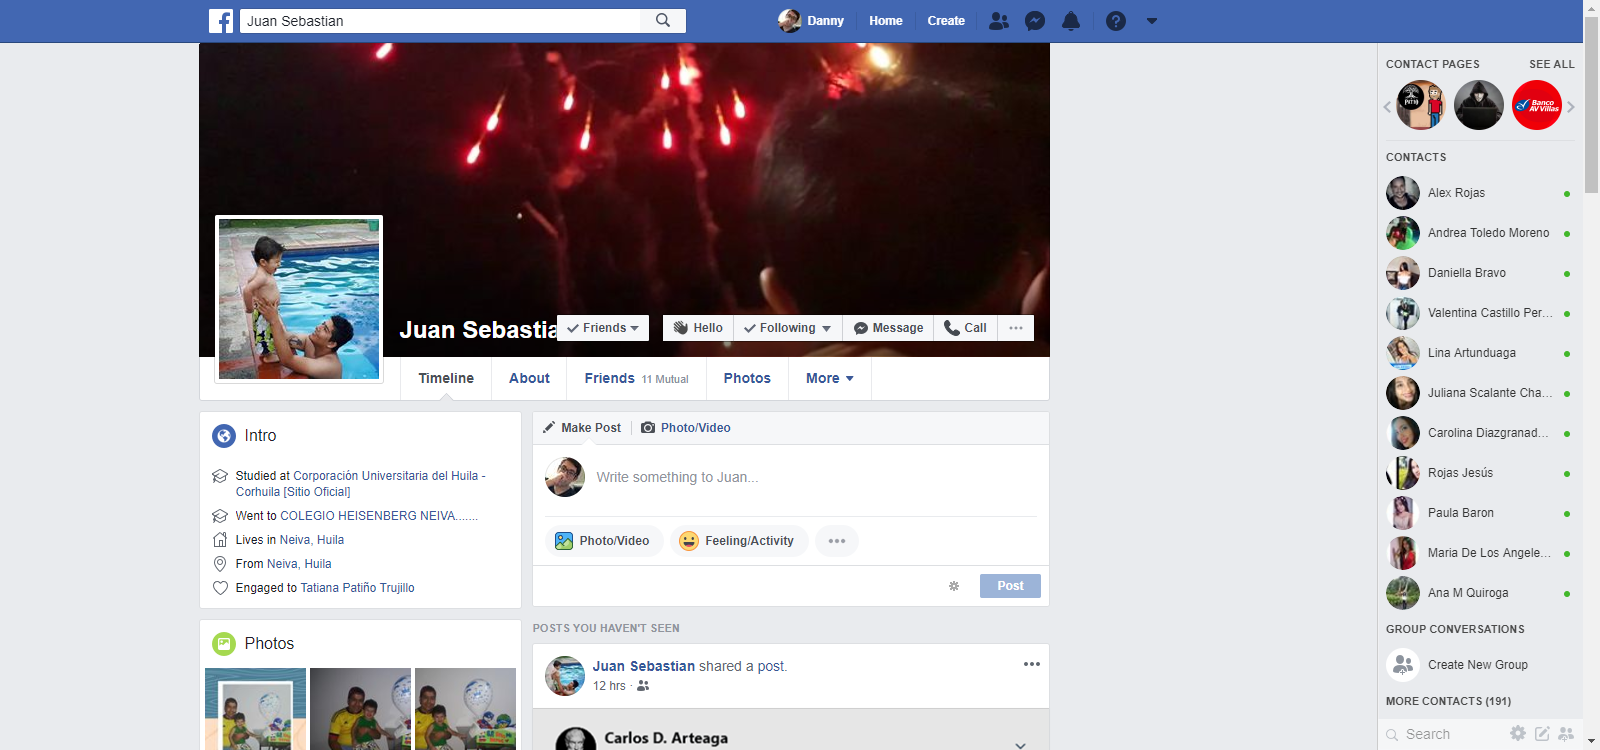 Juan Sebastian
Danny
Home
Create
Juan Sebastia
Friends
Hello
Following
Message
Call
Timeline
About
Friends 11 Mutual
Photos
More
Intro
Studied at Corporación Universitaria del Huila -
Corhuila [Sitio Oficial]
Went to COLEGIO HEISENBERG NEIVA.......
Lives in Neiva, Huila
From Neiva, Huila
Engaged to Tatiana Patiño Trujillo
Photos
Make Post
Photo/Video
Write something to Juan...
Photo/Video
Feeling/Activity
Post
POSTS YOU HAVEN'T SEEN
Juan Sebastian shared a post.
12 hrs ·
Carlos D. Arteaga
CONTACT PAGES
SEE ALL
Banco
AV Villas
CONTACTS
Alex Rojas
Andrea Toledo Moreno
Daniella Bravo
Valentina Castillo Per...
Lina Artunduaga
Juliana Scalante Cha...
Carolina Diazgranad...
Rojas Jesús
Paula Baron
Maria De Los Angele...
Ana M Quiroga
GROUP CONVERSATIONS
Create New Group
MORE CONTACTS (191)
Search